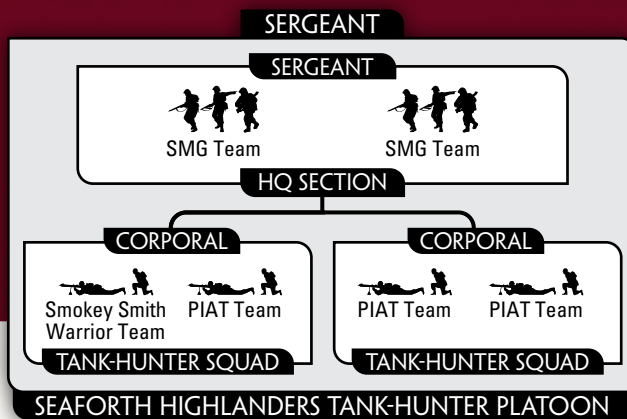 SERGEANT
SERGEANT
SMG Team
SMG Team
HQ SECTION
CORPORAL
CORPORAL
Smokey Smith
Warrior Team
PIAT Team
PIAT Team
PIAT Team
TANK-HUNTER SQUAD
TANK-HUNTER SQUAD
SEAFORTH HIGHLANDERS TANK-HUNTER PLATOON